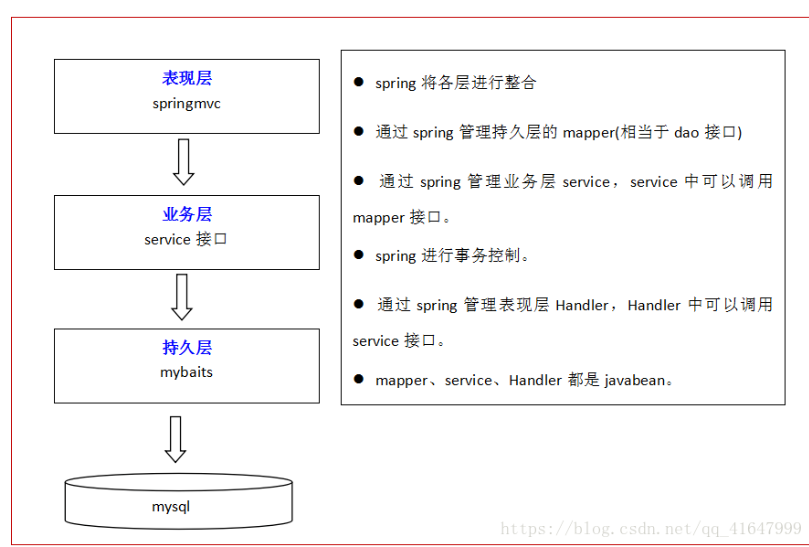 表现层
springmvc
业务层
service 接口
持久层
mybaits
mysql
● spring 将各层进行整合
● 通过 spring 管理持久层的 mapper(相当于 dao 接口)
● 通过 spring 管理业务层 service，service 中可以调用
mapper 接口。
● spring 进行事务控制。
● 通过 spring 管理表现层 Handler，Handler 中可以调用
service 接口。
● mapper、service、Handler 都是 javabean。
https://blog.csdn.net/qq_41647999